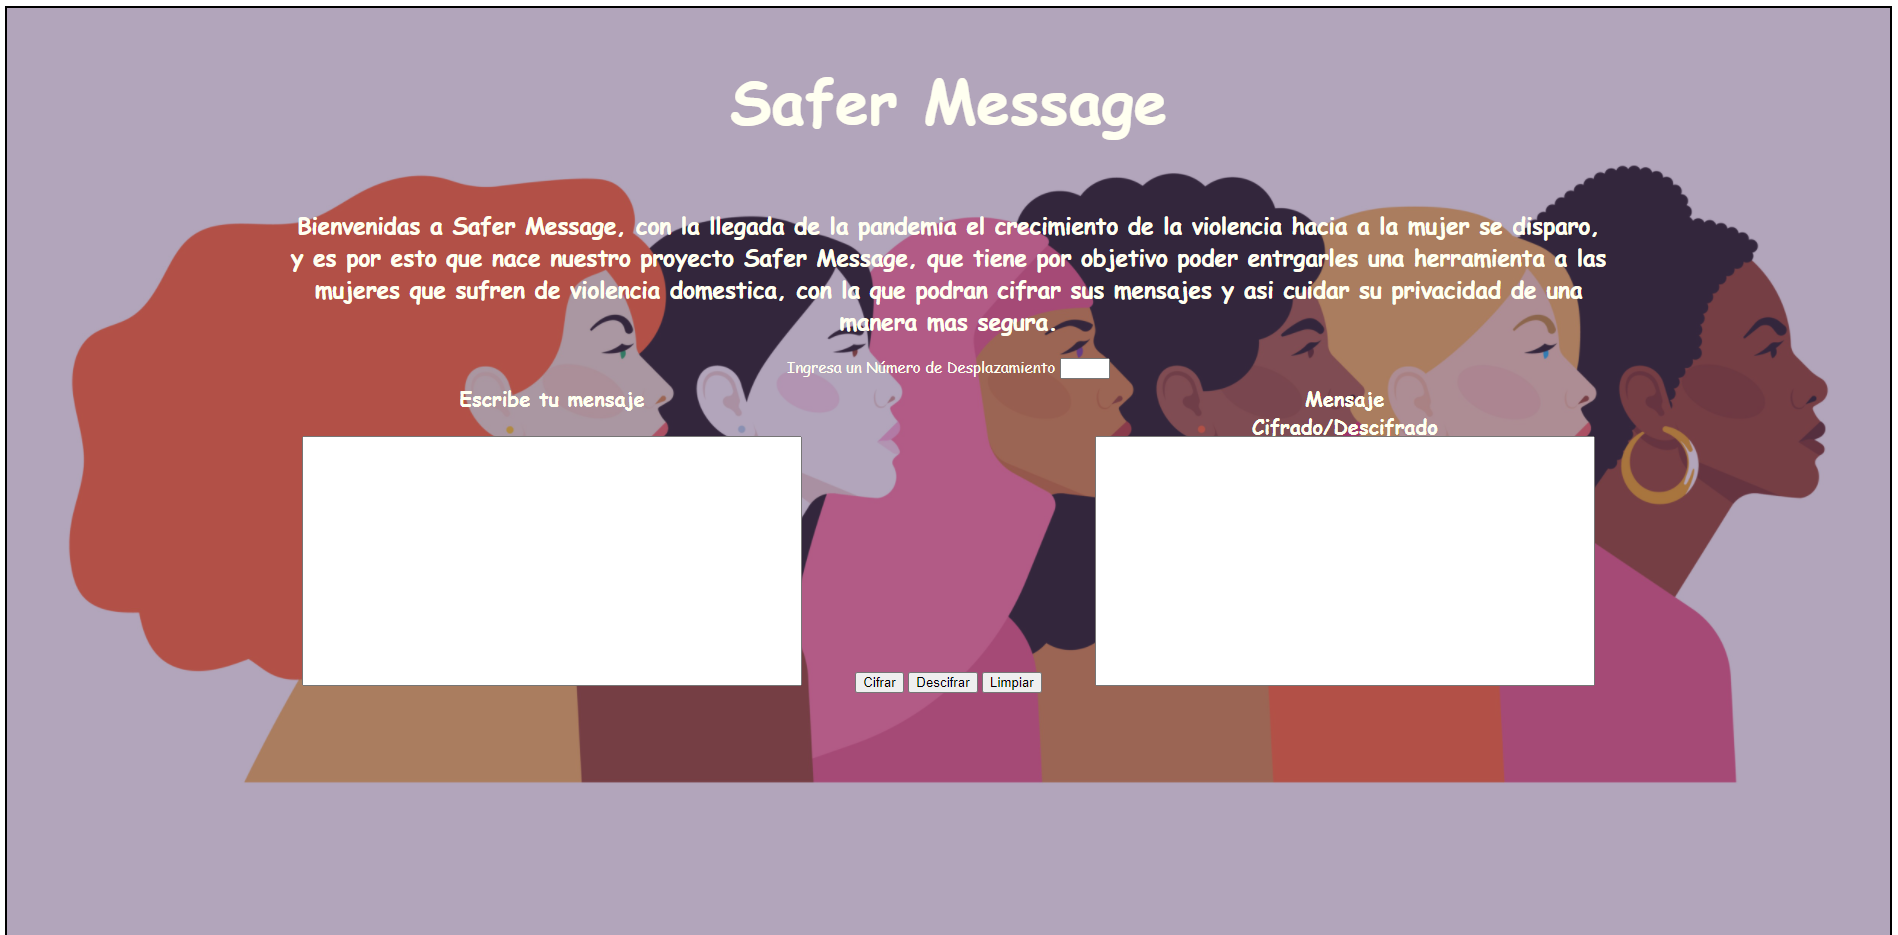 Safer Message
Bienvenidas a Safer Message, con la llegada de la pandemia el crecimiento de la violencia hacia a la mujer se disparo,
y es por esto que nace nuestro proyecto Safer Message, que tiene por objetivo poder entrgarles una herramienta a las
mujeres que sufren de violencia domestica, con la que podran cifrar sus mensajes y asi cuidar su privacidad de una
manera mas segura.
Ingresa un Número de Desplazamiento
Escribe tu mensaje
Mensaje
Cifrado/Descifrado
Cifrar Descifrar Limpiar